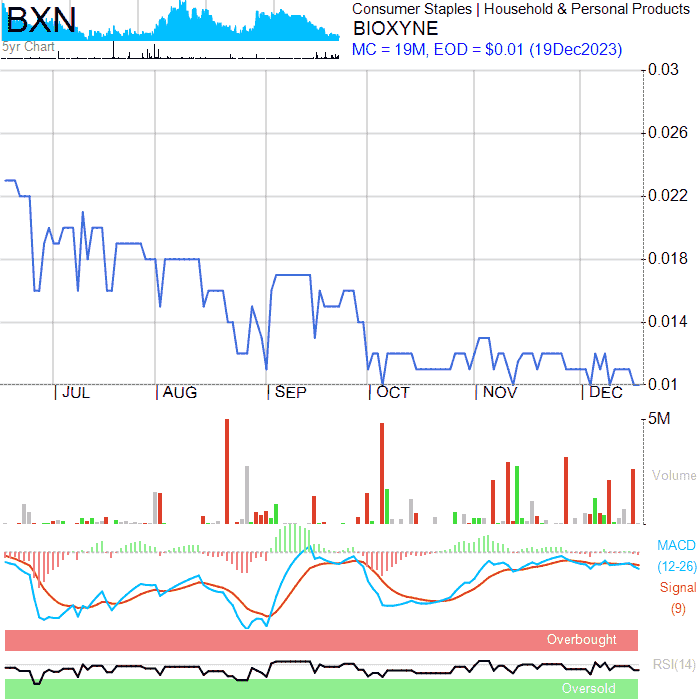 BXN
5yr Chart
Consumer Staples | Household & Personal Products
BIOXYNE
MC = 19M, EOD = $0.01 (19Dec2023)
0.03
0.026
0.022
0.018
0.014
0.01
JUL AUG SEP OCT NOV DEC
5M
Volume
MACD
(12-26)
Signal
(9)
Overbought
RSI(14)
Oversold